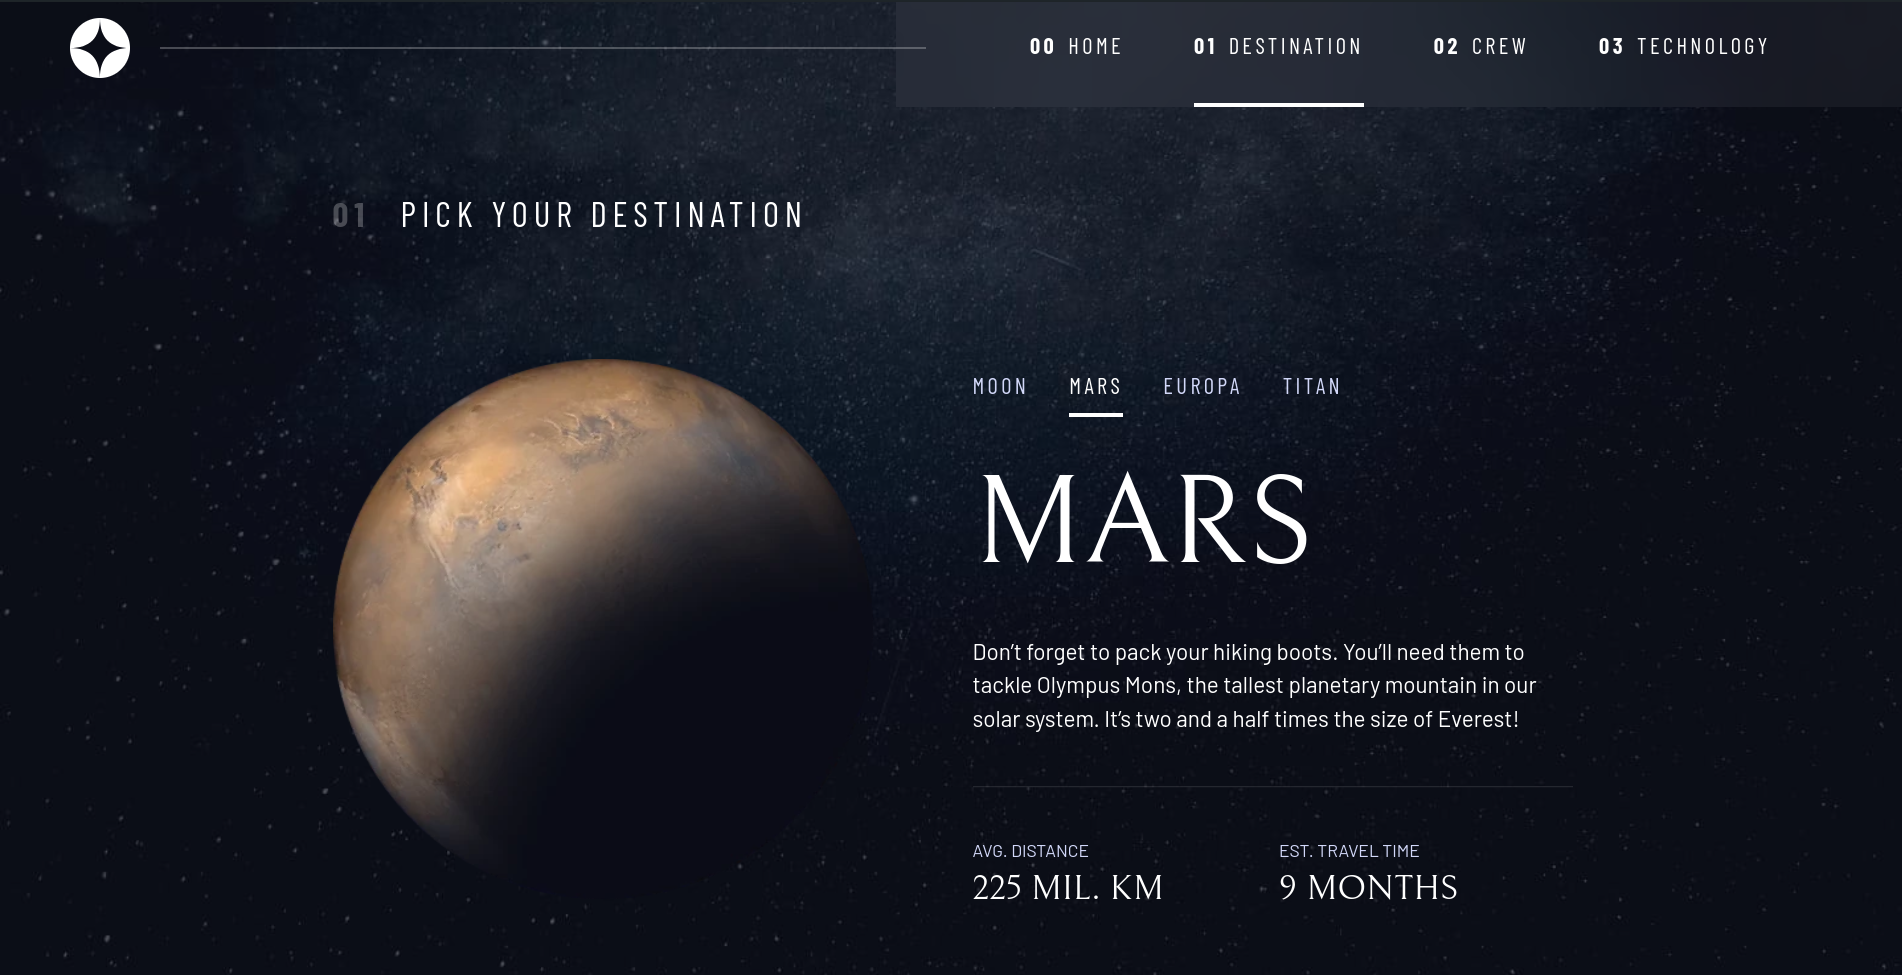 00 HOME 01 DESTINATION 02 CREW 03 TECHNOLOGY
01 PICK YOUR DESTINATION
MOON MARS EUROPA TITAN
MARS
Don’t forget to pack your hiking boots. You’ll need them to
tackle Olympus Mons, the tallest planetary mountain in our
solar system. It’s two and a half times the size of Everest!
AVG. DISTANCE
225 MIL. KM
EST. TRAVEL TIME
9 MONTHS